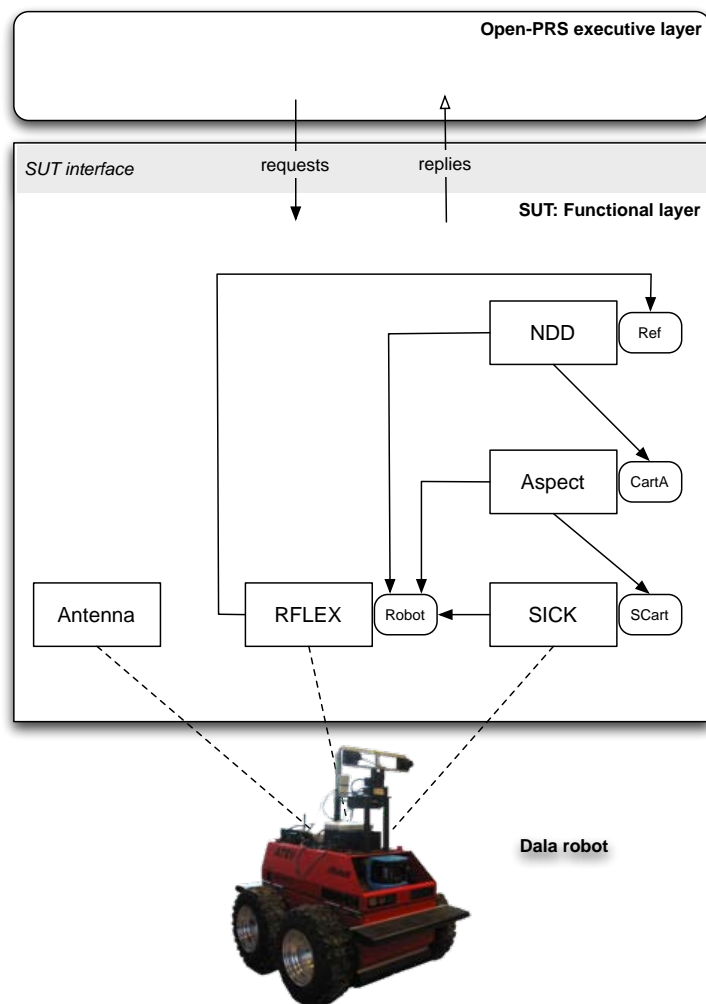 Open-PRS executive layer
SUT interface
requests
replies
SUT: Functional layer
NDD
Ref
Aspect
CartA
Antenna
RFLEX
Robot
SICK
SCart
Dala robot